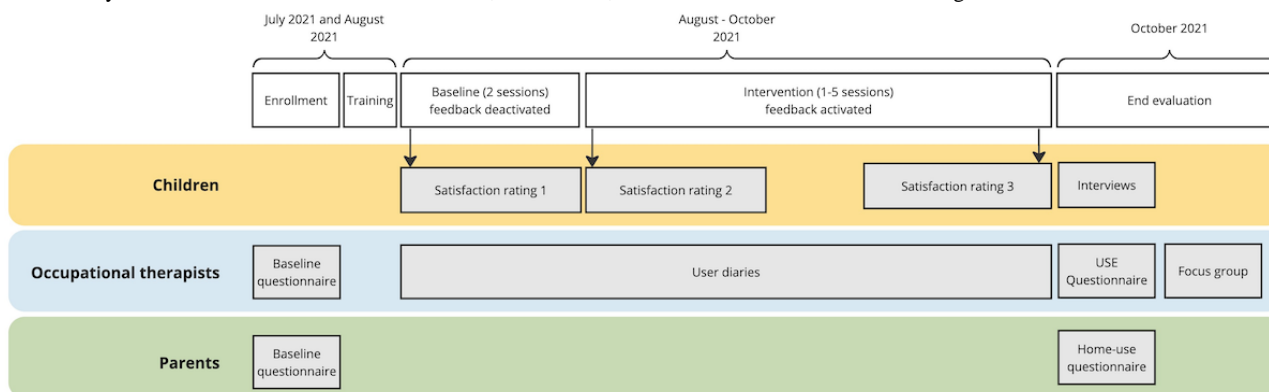 July 2021 and August
2021
August - October
2021
October 2021
Enrollment
Training
Baseline (2 sessions)
feedback deactivated
Intervention (1-5 sessions)
feedback activated
End evaluation
Children
Satisfaction rating 1
Satisfaction rating 2
Satisfaction rating 3
Interviews
Occupational therapists
Baseline
questionnaire
User diaries
USE
Questionnaire
Focus group
Parents
Baseline
questionnaire
Home-use
questionnaire